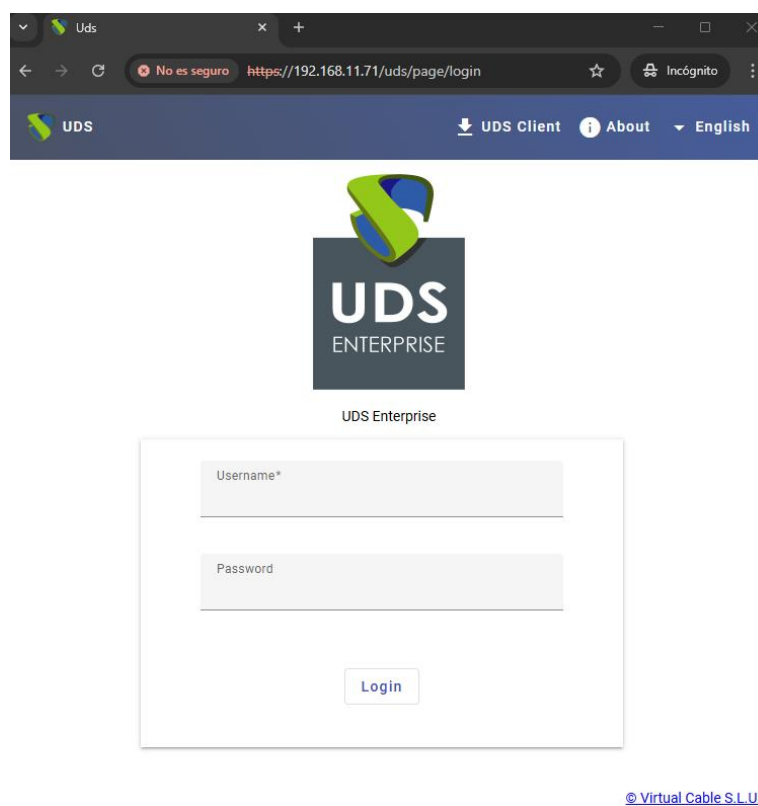 Uds
No es seguro https://192.168.11.71/uds/page/login Incógnito
UDS UDS Client About English
UDS
ENTERPRISE
UDS Enterprise
Username*
Password
Login
© Virtual Cable S.L.U